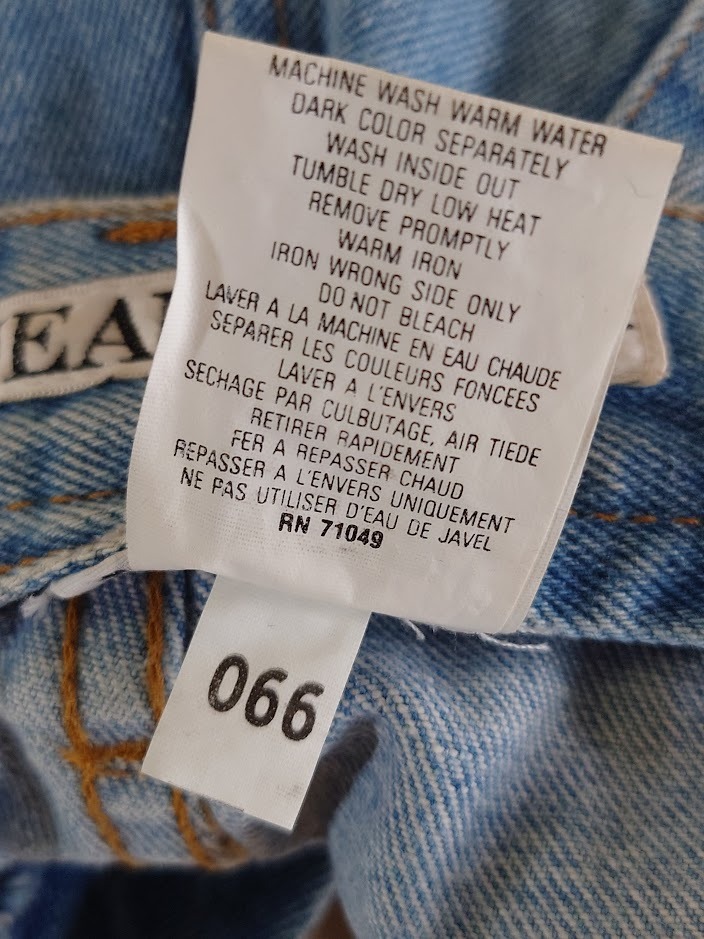 MACHINE WASH WARM WATER
DARK COLOR SEPARATELY
WASH INSIDE OUT
TUMBLE DRY LOW HEAT
REMOVE PROMPTLY
WARM IRON
IRON WRONG SIDE ONLY
DO NOT BLEACH
LAVER A LA MACHINE EN EAU CHAUDE
SEPARER LES COULEURS FONCEES
LAVER A L'ENVERS
SECHAGE PAR CULBUTAGE, AIR TIEDE
RETIRER RAPIDEMENT
FER A REPASSER CHAUD
REPASSER A L'ENVERS UNIQUEMENT
NE PAS UTILISER D'EAU DE JAVEL
RN 71049
EA
066